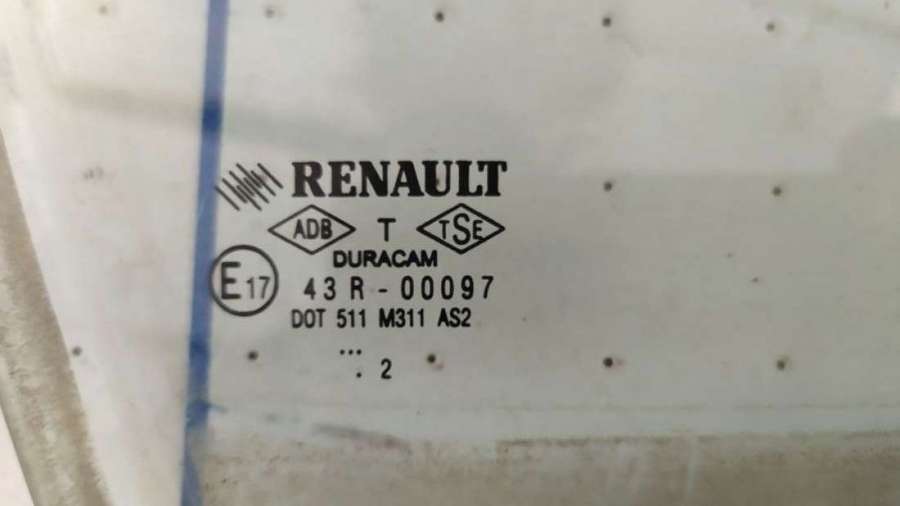 RENAULT
ADB T TSE
DURACAM
E17 43R-00097
DOT 511 M311 AS2
...
. 2